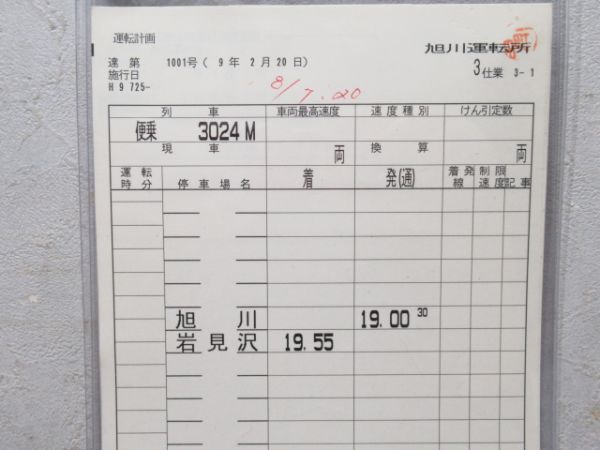 運転計画
旭川運転所
達 第 1001号( 9 年 2 月 20 日)
3仕業 3-1
施行日
H 9 725-
8/7.20
列 車 車両最高速度 速度種別 けん引定数
便乗 3024M
現 車 両 換 算 両
運転時分 停車場名 着 発(通) 着発線 制限速度 記事
旭 川 19.00 30
岩見沢 19.55